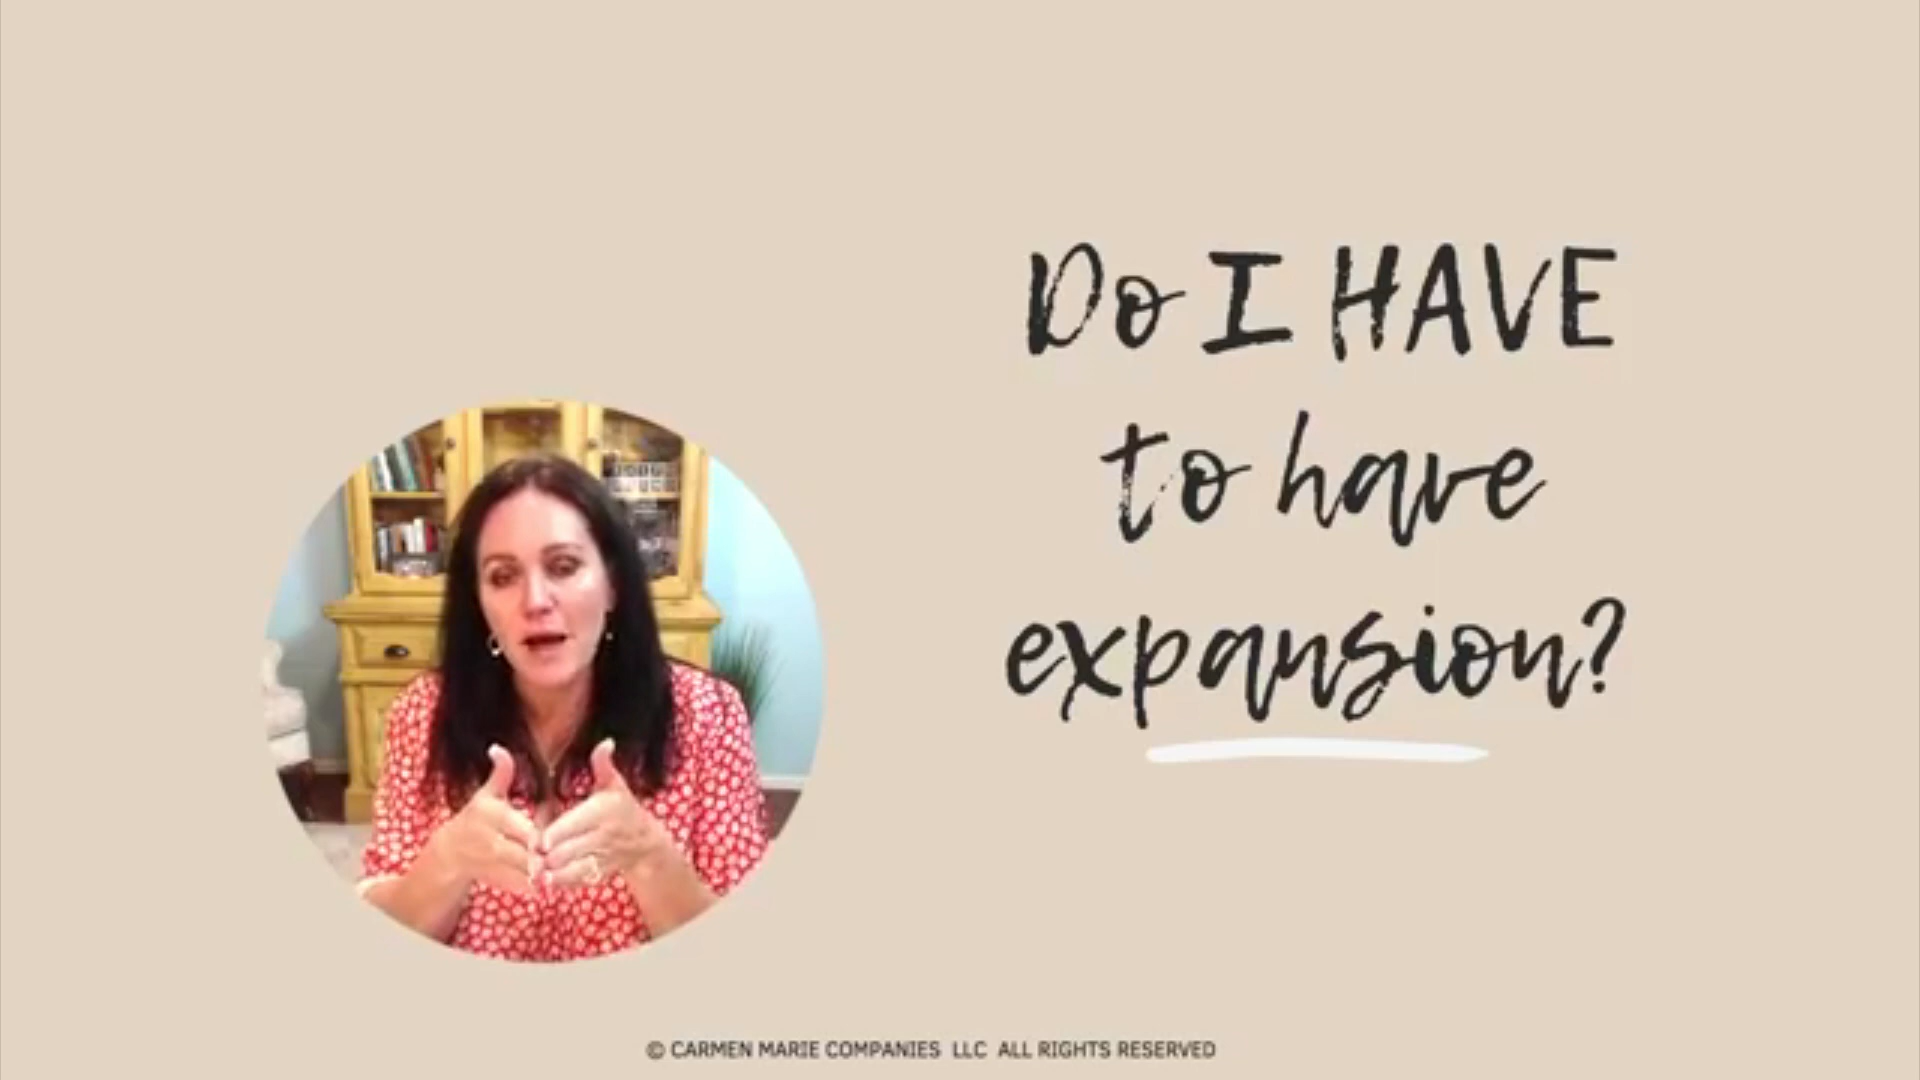 Do I HAVE
to have
expansion?
© CARMEN MARIE COMPANIES LLC ALL RIGHTS RESERVED